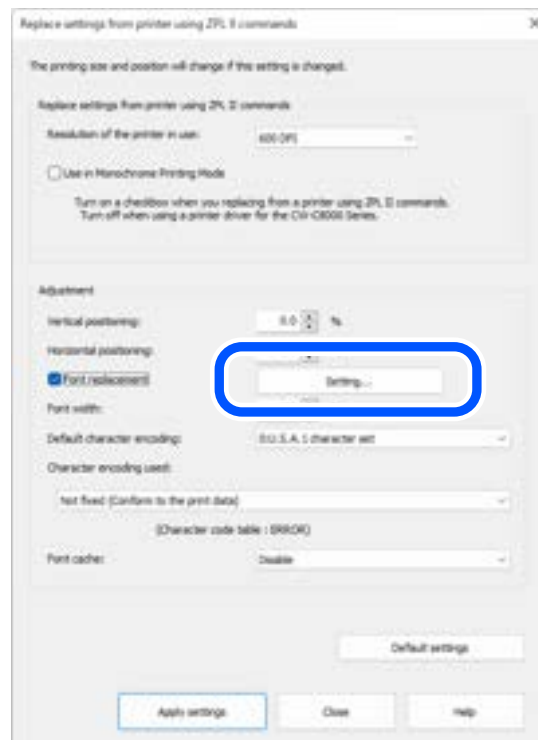 Replace settings from printer using ZPL II commands
The printing size and position will change if this setting is changed.
Replace settings from printer using ZPL II commands
Resolution of the printer in use:
600 DPI
Use in Monochrome Printing Mode
Turn on a checkbox when you replacing from a printer using ZPL II commands.
Turn off when using a printer driver for the CW-C8000 Series.
Adjustment
Vertical positioning:
0.0 %
Horizontal positioning:
Font replacement
Setting...
Font width:
Default character encoding:
0:U.S.A.1 character set
Character encoding used:
Not fixed (Conform to the print data)
(Character code table : ERROR)
Font cache:
Disable
Default settings
Apply settings
Close
Help